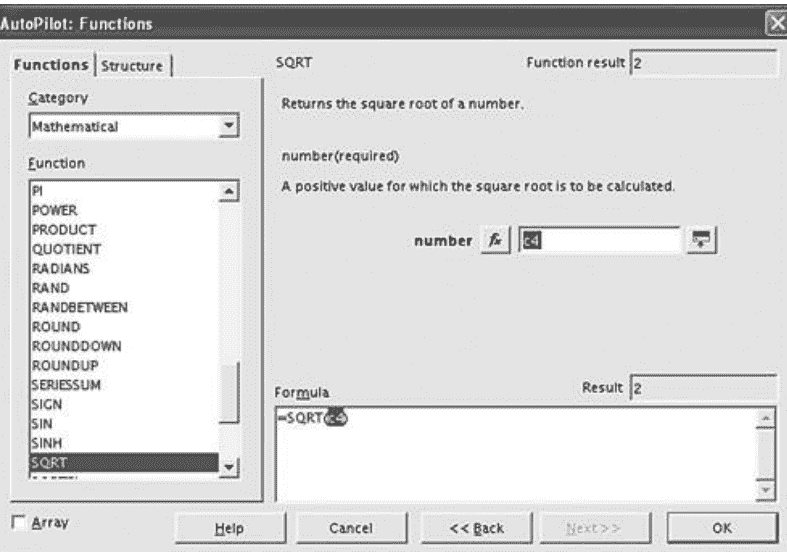 AutoPilot: Functions
Functions
Structure
Category
Mathematical
Function
PI
POWER
PRODUCT
QUOTIENT
RADIANS
RAND
RANDBETWEEN
ROUND
ROUNDDOWN
ROUNDUP
SERIESSUM
SIGN
SIN
SINH
SQRT
SQRT
Function result 2
Returns the square root of a number.
number(required)
A positive value for which the square root is to be calculated.
number fx c4
Formula
Result 2
=SQRT(c4)
Array
Help
Cancel
<< Back
Next >>
OK